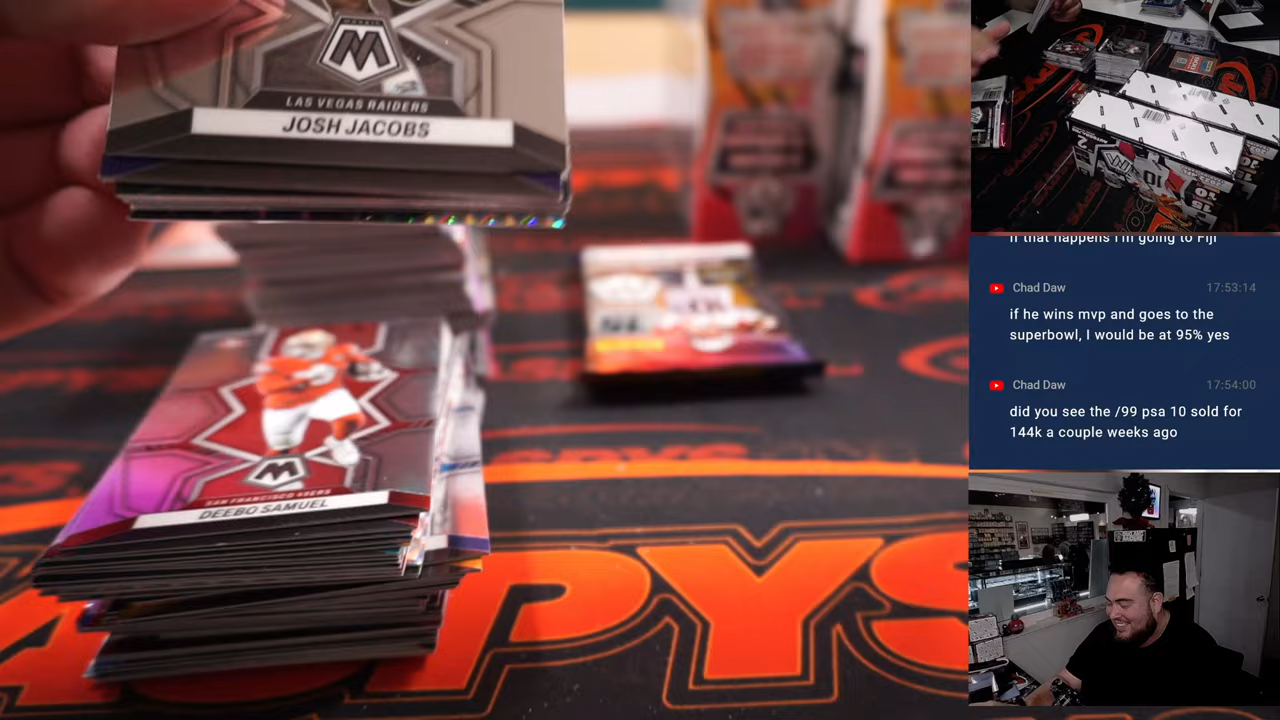 LAS VEGAS RAIDERS
JOSH JACOBS
SAN FRANCISCO 49ERS
DEEBO SAMUEL
PYS
if that happens I'm going to Fiji
Chad Daw 17:53:14
if he wins mvp and goes to the
superbowl, I would be at 95% yes
Chad Daw 17:54:00
did you see the /99 psa 10 sold for
144k a couple weeks ago